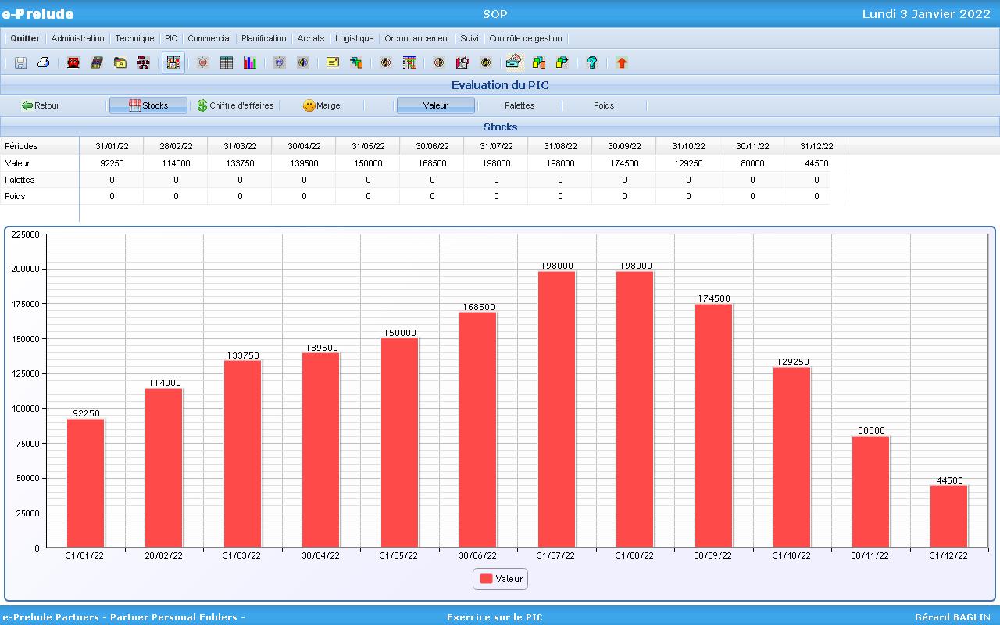 e-Prelude SOP Lundi 3 Janvier 2022
Quitter Administration Technique PIC Commercial Planification Achats Logistique Ordonnancement Suivi Contrôle de gestion
Evaluation du PIC
Retour Stocks Chiffre d'affaires Marge Valeur Palettes Poids
Stocks
Périodes 31/01/22 28/02/22 31/03/22 30/04/22 31/05/22 30/06/22 31/07/22 31/08/22 30/09/22 31/10/22 30/11/22 31/12/22
Valeur 92250 114000 133750 139500 150000 168500 198000 198000 174500 129250 80000 44500
Palettes 0 0 0 0 0 0 0 0 0 0 0 0
Poids 0 0 0 0 0 0 0 0 0 0 0 0
225000
200000
175000
150000
125000
100000
75000
50000
25000
0
92250 114000 133750 139500 150000 168500 198000 198000 174500 129250 80000 44500
31/01/22 28/02/22 31/03/22 30/04/22 31/05/22 30/06/22 31/07/22 31/08/22 30/09/22 31/10/22 30/11/22 31/12/22
Valeur
e-Prelude Partners - Partner Personal Folders - Exercice sur le PIC Gérard BAGLIN